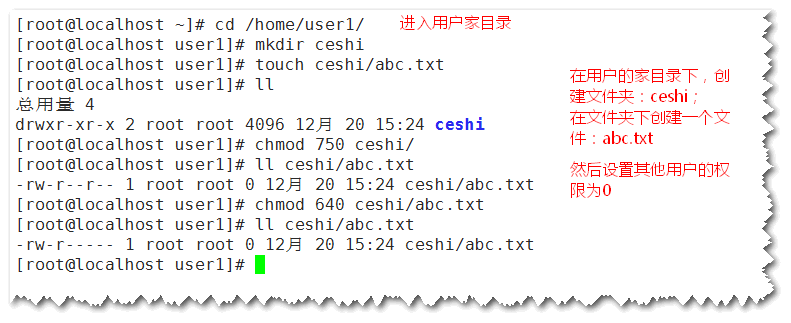 [root@localhost ~]# cd /home/user1/
进入用户家目录
[root@localhost user1]# mkdir ceshi
[root@localhost user1]# touch ceshi/abc.txt
[root@localhost user1]# ll
总用量 4
drwxr-xr-x 2 root root 4096 12月 20 15:24 ceshi
[root@localhost user1]# chmod 750 ceshi/
[root@localhost user1]# ll ceshi/abc.txt
-rw-r--r-- 1 root root 0 12月 20 15:24 ceshi/abc.txt
[root@localhost user1]# chmod 640 ceshi/abc.txt
[root@localhost user1]# ll ceshi/abc.txt
-rw-r----- 1 root root 0 12月 20 15:24 ceshi/abc.txt
[root@localhost user1]#
在用户的家目录下，创
建文件夹：ceshi；
在文件夹下创建一个文
件：abc.txt
然后设置其他用户的权
限为0